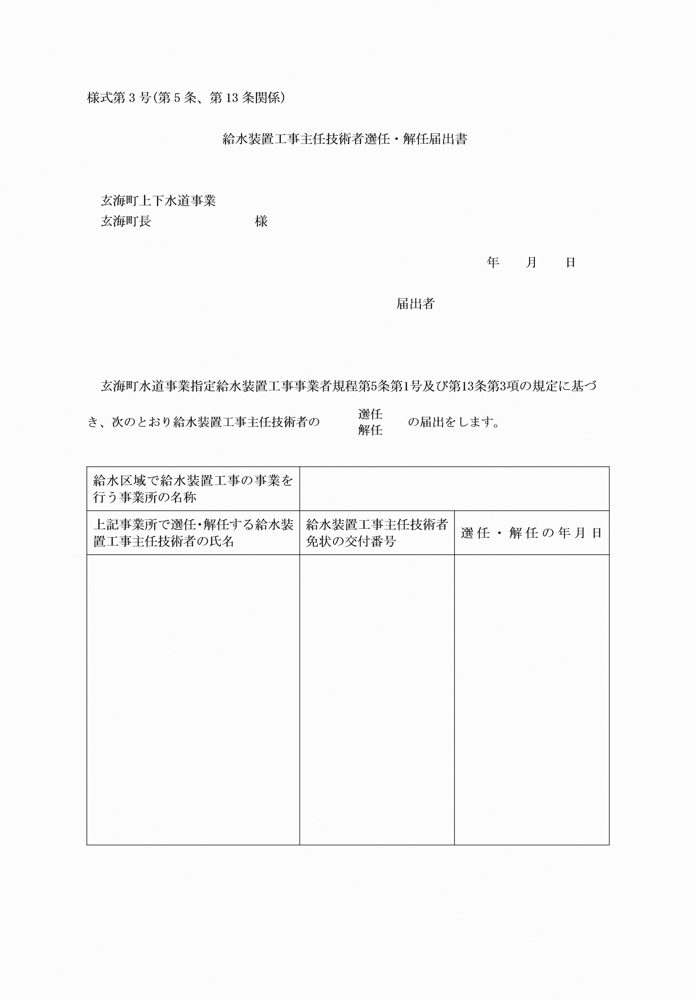 様式第 3 号(第 5 条、第 13 条関係)
給水装置工事主任技術者選任・解任届出書
玄海町上下水道事業
玄海町長 様
年 月 日
届出者
玄海町水道事業指定給水装置工事事業者規程第5条第1号及び第13条第3項の規定に基づ
き、次のとおり給水装置工事主任技術者の 選任 の届出をします。
解任
給水区域で給水装置工事の事業を
行う事業所の名称
上記事業所で選任・解任する給水装
置工事主任技術者の氏名
給水装置工事主任技術者
免状の交付番号
選任・解任の年月日